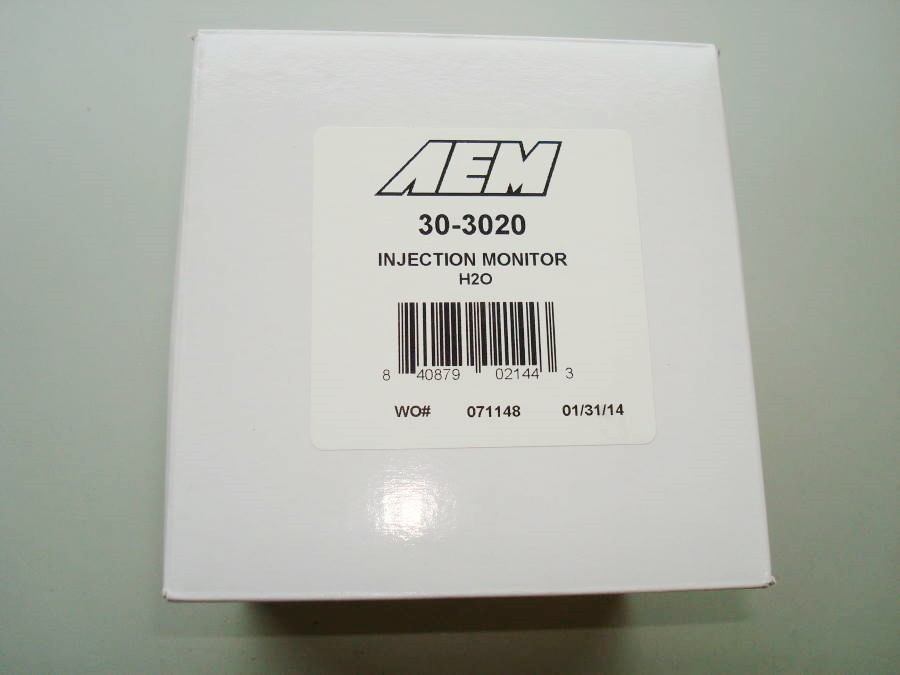 AEM
30-3020
INJECTION MONITOR
H2O
8 40879 02144 3
WO# 071148 01/31/14